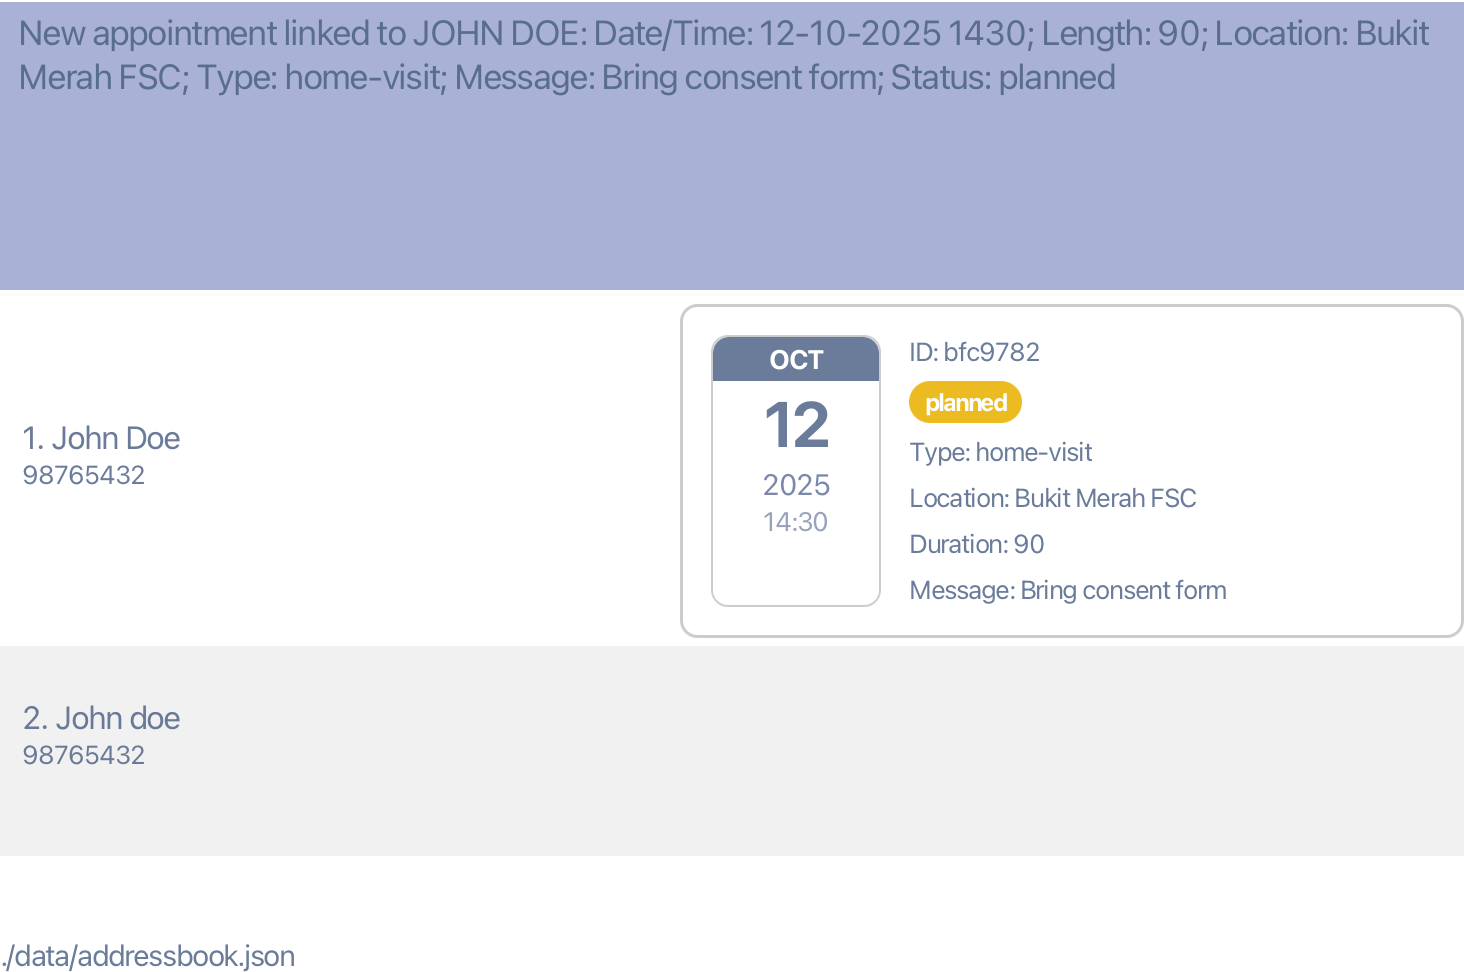 New appointment linked to JOHN DOE: Date/Time: 12-10-2025 1430; Length: 90; Location: Bukit
Merah FSC; Type: home-visit; Message: Bring consent form; Status: planned
1. John Doe
98765432
OCT
12
2025
14:30
ID: bfc9782
planned
Type: home-visit
Location: Bukit Merah FSC
Duration: 90
Message: Bring consent form
2. John doe
98765432
./data/addressbook.json